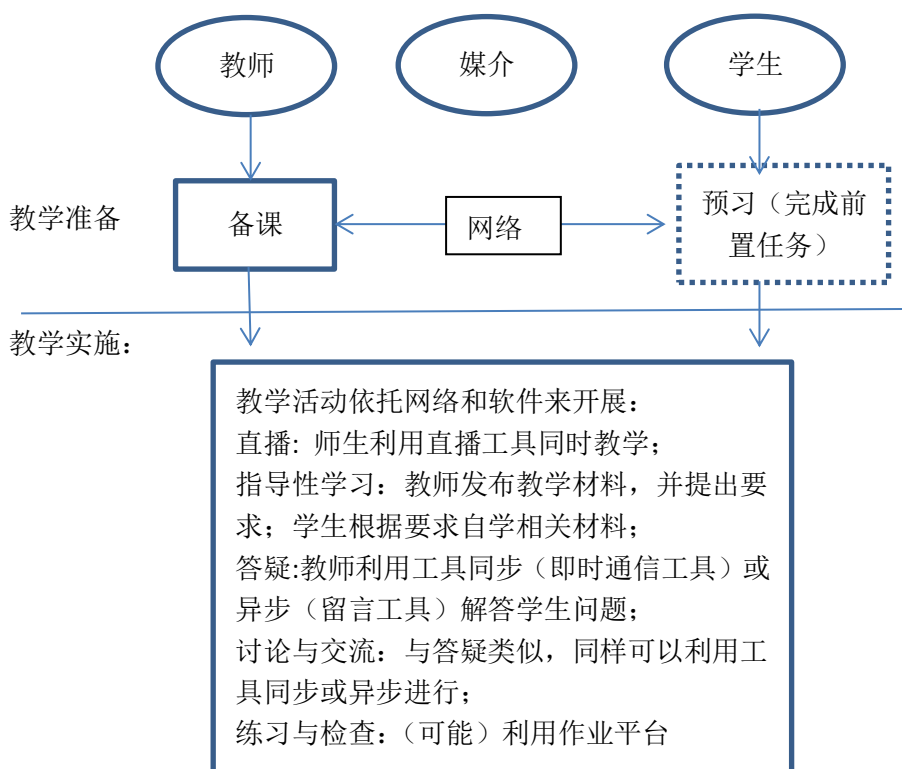 教师
媒介
学生
教学准备
备课
网络
预习（完成前
置任务）
教学实施：
教学活动依托网络和软件来开展：
直播: 师生利用直播工具同时教学；
指导性学习：教师发布教学材料，并提出要
求；学生根据要求自学相关材料；
答疑:教师利用工具同步（即时通信工具）或
异步（留言工具）解答学生问题；
讨论与交流：与答疑类似，同样可以利用工
具同步或异步进行；
练习与检查：（可能）利用作业平台